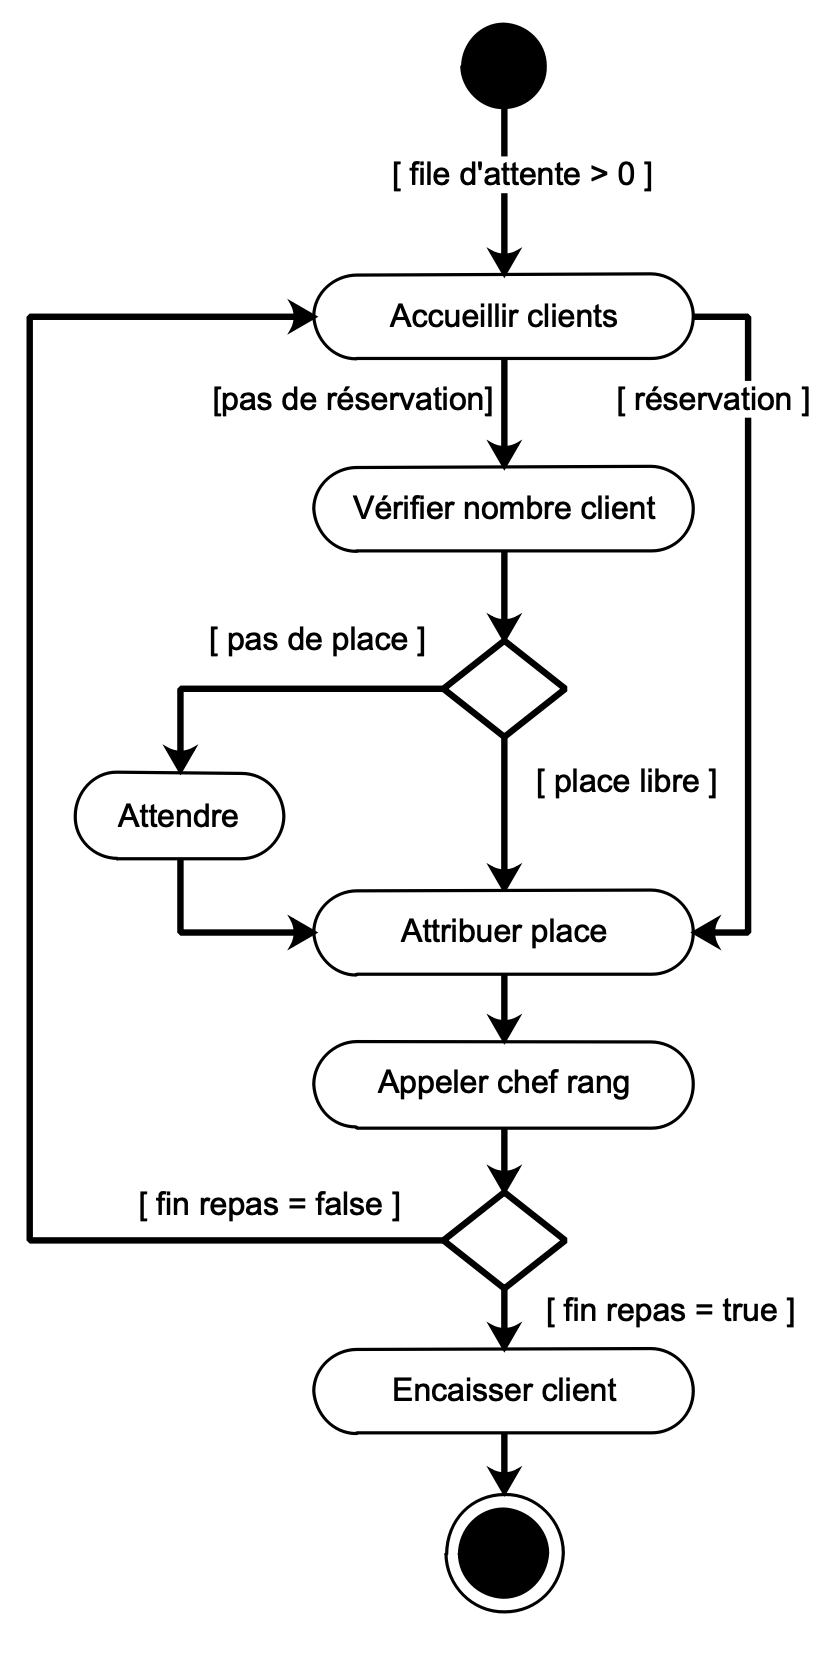 [ file d'attente > 0 ]
Accueillir clients
[pas de réservation]
[ réservation ]
Vérifier nombre client
[ pas de place ]
[ place libre ]
Attendre
Attribuer place
Appeler chef rang
[ fin repas = false ]
[ fin repas = true ]
Encaisser client